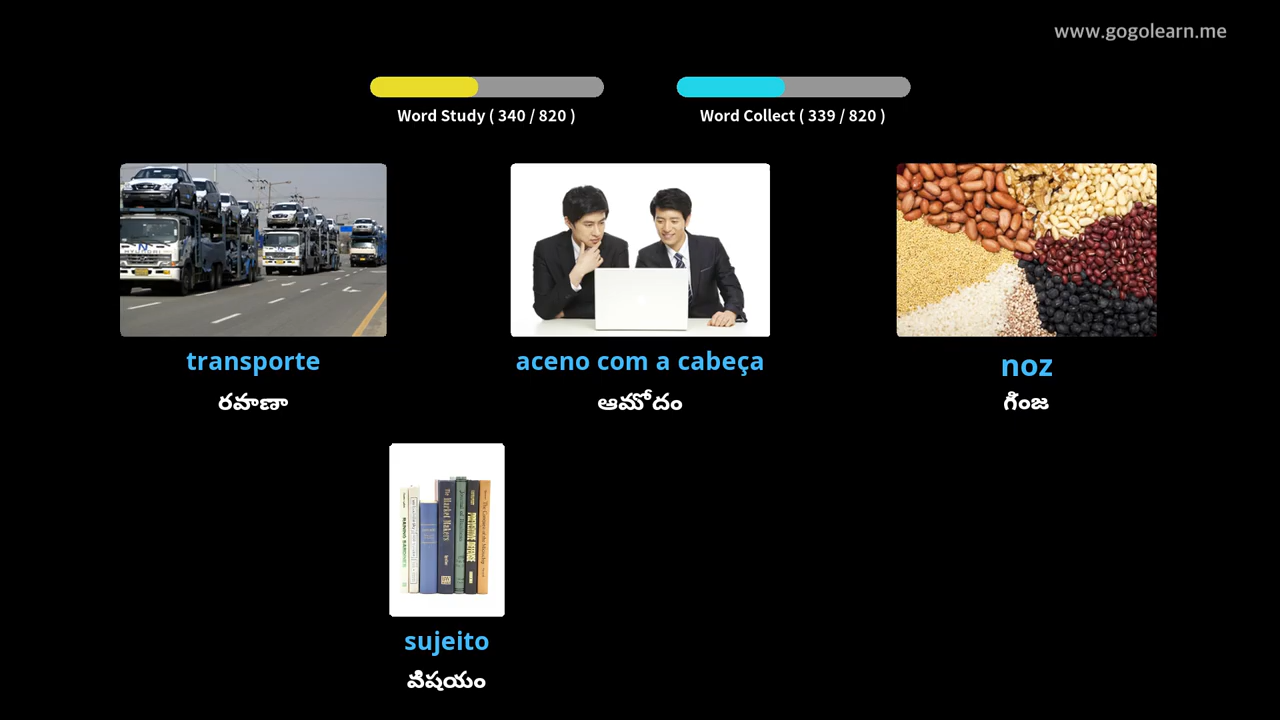 www.gogolearn.me
Word Study ( 340 / 820 )
Word Collect ( 339 / 820 )
transporte
aceno com a cabeça
noz
రవాణా
ఆమోదం
గింజ
sujeito
విషయం